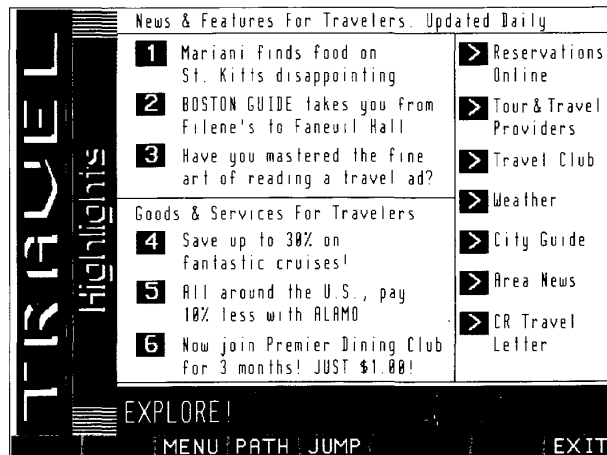 TRAVEL
Highlights
News & Features For Travelers. Updated Daily
1 Mariani finds food on
St. Kitts disappointing
2 BOSTON GUIDE takes you from
Filene's to Faneuil Hall
3 Have you mastered the fine
art of reading a travel ad?
Goods & Services For Travelers
4 Save up to 30% on
fantastic cruises!
5 All around the U.S., pay
10% less with ALAMO
6 Now join Premier Dining Club
for 3 months! JUST $1.00!
> Reservations
Online
> Tour & Travel
Providers
> Travel Club
> Weather
> City Guide
> Area News
> CR Travel
Letter
EXPLORE!
MENU PATH JUMP EXIT